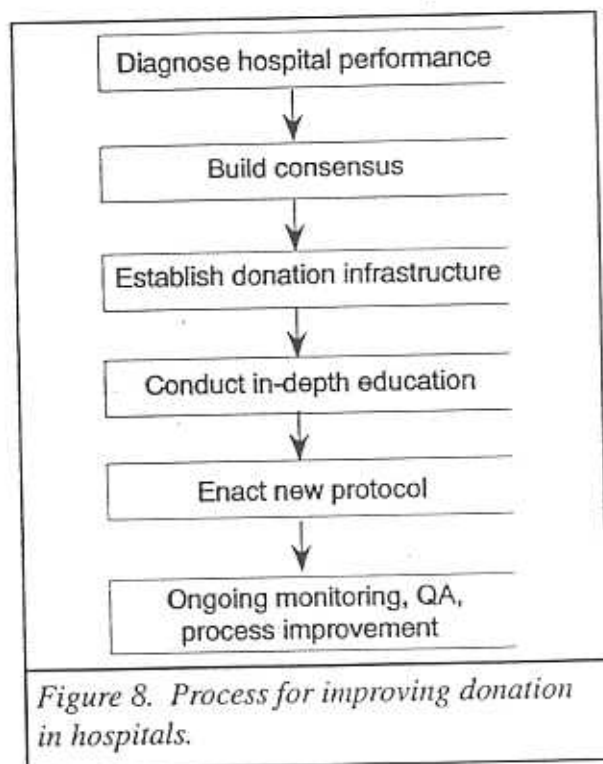 Diagnose hospital performance
Build consensus
Establish donation infrastructure
Conduct in-depth education
Enact new protocol
Ongoing monitoring, QA,
process improvement
Figure 8. Process for improving donation
in hospitals.